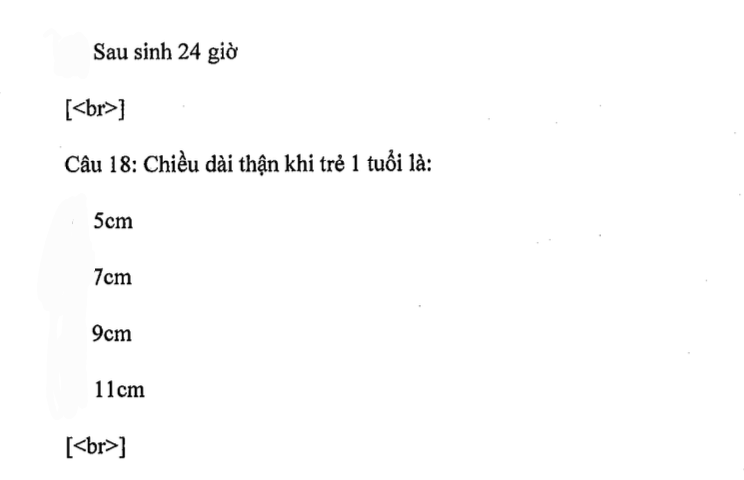 Sau sinh 24 giờ
[<br>]
Câu 18: Chiều dài thận khi trẻ 1 tuổi là:
5cm
7cm
9cm
11cm
[<br>]